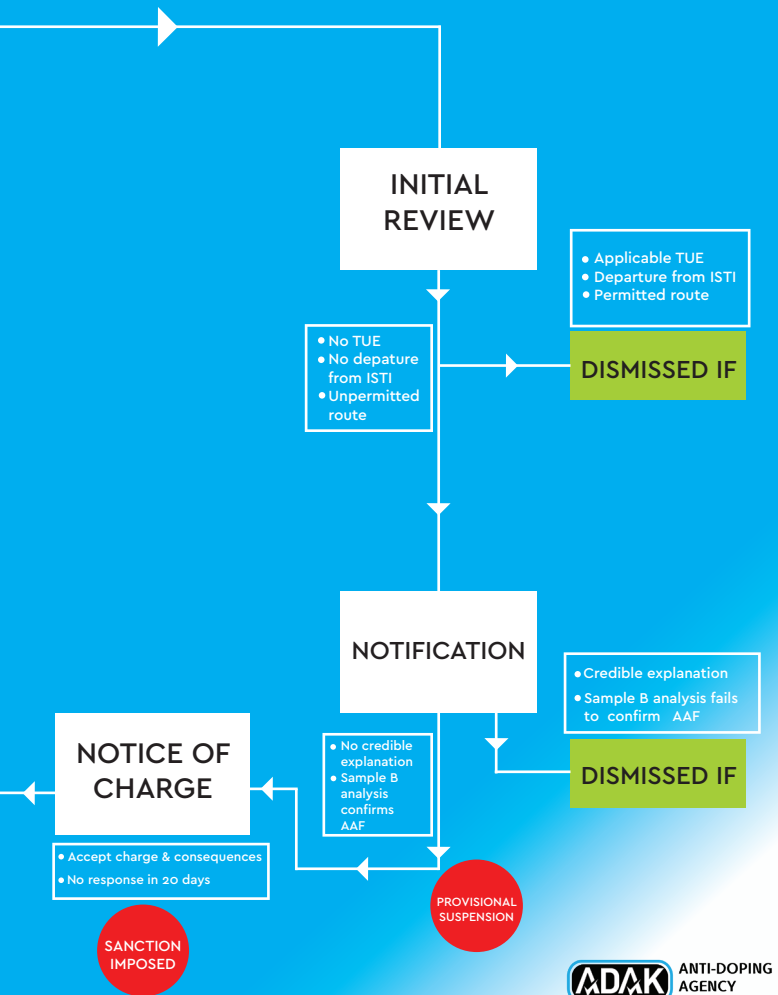 INITIAL
REVIEW
• Applicable TUE
• Departure from ISTI
• Permitted route
DISMISSED IF
• No TUE
• No depature
from ISTI
• Unpermitted
route
NOTIFICATION
• Credible explanation
• Sample B analysis fails
to confirm AAF
DISMISSED IF
• No credible
explanation
• Sample B
analysis
confirms
AAF
NOTICE OF
CHARGE
• Accept charge & consequences
• No response in 20 days
PROVISIONAL
SUSPENSION
SANCTION
IMPOSED
ADAK
ANTI-DOPING
AGENCY